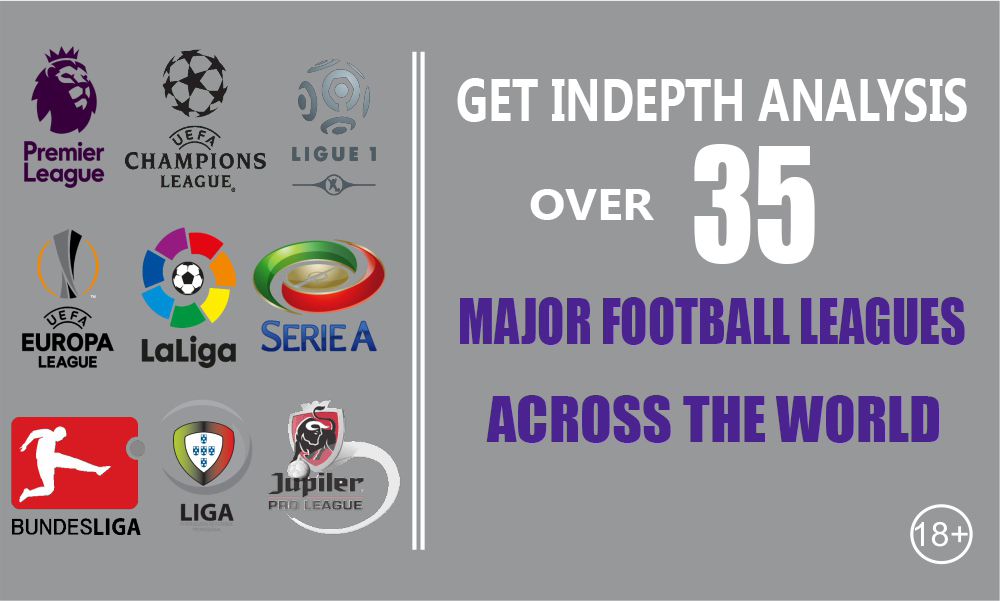 Premier
League
UEFA
CHAMPIONS
LEAGUE®
LIGUE 1
UEFA
EUROPA
LEAGUE
™
LaLiga
SERIE A
BUNDESLIGA
LIGA
Jupiler
PRO LEAGUE
GET INDEPTH ANALYSIS
OVER 35
MAJOR FOOTBALL LEAGUES
ACROSS THE WORLD
18+